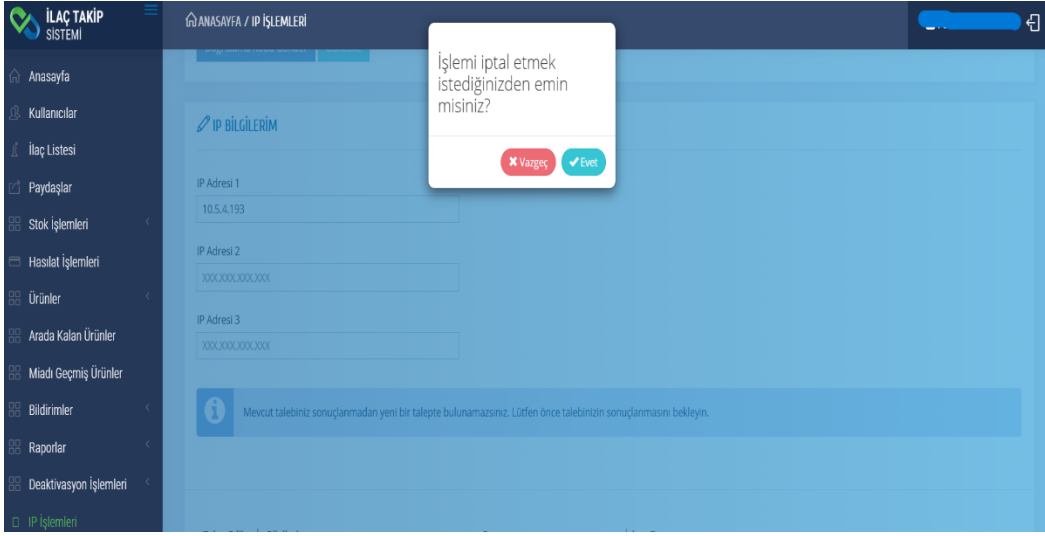 İLAÇ TAKİP
SİSTEMİ
ANASAYFA / IP İŞLEMLERİ
İşlemi iptal etmek
istediğinizden emin
misiniz?
Vazgeç
Evet
Anasayfa
Kullanıcılar
İlaç Listesi
Paydaşlar
Stok İşlemleri
Hasılat İşlemleri
Ürünler
Arada Kalan Ürünler
Miadı Geçmiş Ürünler
Bildirimler
Raporlar
Deaktivasyon İşlemleri
IP İşlemleri
IP BİLGİLERİM
IP Adresi 1
10.5.4.193
IP Adresi 2
XXX.XXX.XXX.XXX
IP Adresi 3
XXX.XXX.XXX.XXX
Mevcut talebiniz sonuçlanmadan yeni bir talepte bulunamazsınız. Lütfen önce talebinizin sonuçlanmasını bekleyin.